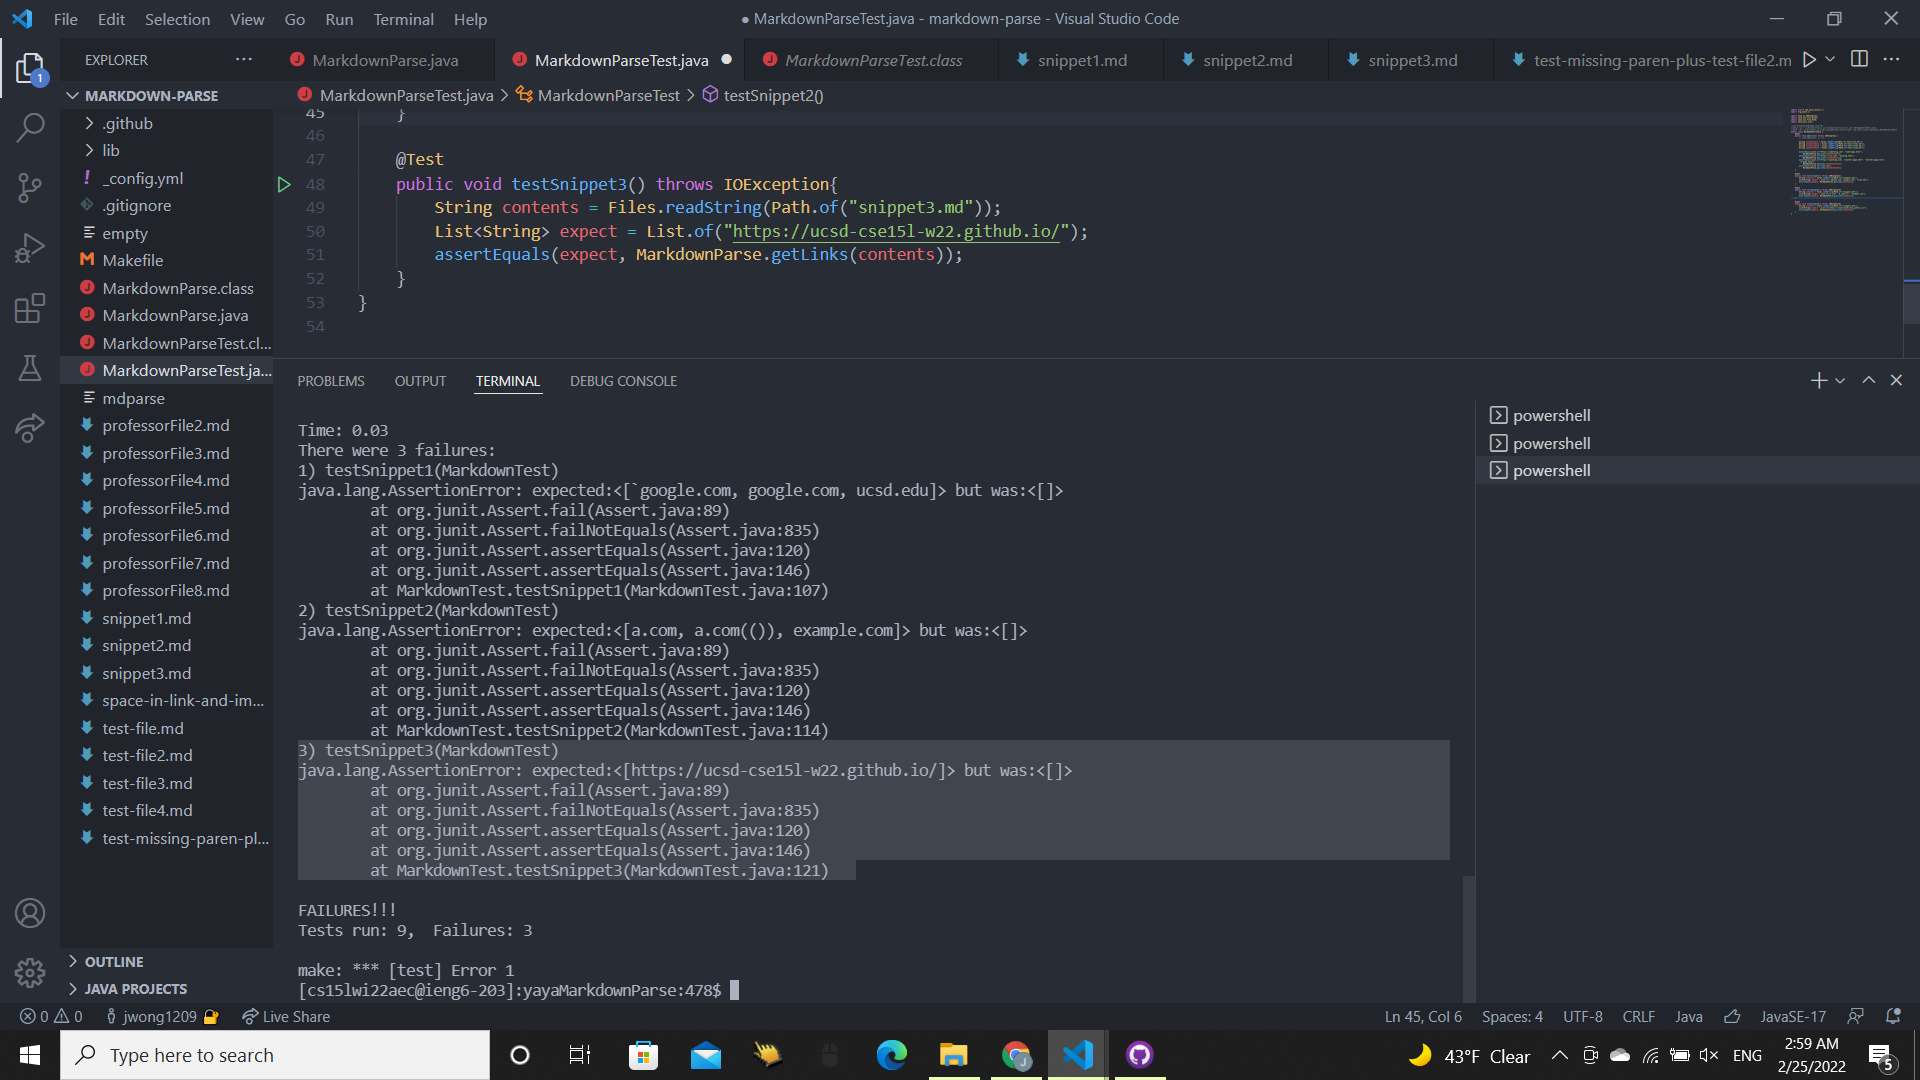 File Edit Selection View Go Run Terminal Help
● MarkdownParseTest.java - markdown-parse - Visual Studio Code
EXPLORER
MarkdownParse.java
MarkdownParseTest.java
MarkdownParseTest.class
snippet1.md
snippet2.md
snippet3.md
test-missing-paren-plus-test-file2.m
MARKDOWN-PARSE
MarkdownParseTest.java > MarkdownParseTest > testSnippet2()
.github
lib
_config.yml
.gitignore
empty
Makefile
MarkdownParse.class
MarkdownParse.java
MarkdownParseTest.cl...
MarkdownParseTest.ja...
mdparse
professorFile2.md
professorFile3.md
professorFile4.md
professorFile5.md
professorFile6.md
professorFile7.md
professorFile8.md
snippet1.md
snippet2.md
snippet3.md
space-in-link-and-im...
test-file.md
test-file2.md
test-file3.md
test-file4.md
test-missing-paren-pl...
OUTLINE
JAVA PROJECTS
1
45 }
46
47 @Test
48 public void testSnippet3() throws IOException{
49 String contents = Files.readString(Path.of("snippet3.md"));
50 List<String> expect = List.of("https://ucsd-cse15l-w22.github.io/");
51 assertEquals(expect, MarkdownParse.getLinks(contents));
52 }
53 }
54
PROBLEMS OUTPUT TERMINAL DEBUG CONSOLE
powershell
powershell
powershell
Time: 0.03
There were 3 failures:
1) testSnippet1(MarkdownTest)
java.lang.AssertionError: expected:<[`google.com, google.com, ucsd.edu]> but was:<[]>
at org.junit.Assert.fail(Assert.java:89)
at org.junit.Assert.failNotEquals(Assert.java:835)
at org.junit.Assert.assertEquals(Assert.java:120)
at org.junit.Assert.assertEquals(Assert.java:146)
at MarkdownTest.testSnippet1(MarkdownTest.java:107)
2) testSnippet2(MarkdownTest)
java.lang.AssertionError: expected:<[a.com, a.com(()), example.com]> but was:<[]>
at org.junit.Assert.fail(Assert.java:89)
at org.junit.Assert.failNotEquals(Assert.java:835)
at org.junit.Assert.assertEquals(Assert.java:120)
at org.junit.Assert.assertEquals(Assert.java:146)
at MarkdownTest.testSnippet2(MarkdownTest.java:114)
3) testSnippet3(MarkdownTest)
java.lang.AssertionError: expected:<[https://ucsd-cse15l-w22.github.io/]> but was:<[]>
at org.junit.Assert.fail(Assert.java:89)
at org.junit.Assert.failNotEquals(Assert.java:835)
at org.junit.Assert.assertEquals(Assert.java:120)
at org.junit.Assert.assertEquals(Assert.java:146)
at MarkdownTest.testSnippet3(MarkdownTest.java:121)
FAILURES!!!
Tests run: 9,  Failures: 3
make: *** [test] Error 1
[cs15lwi22aec@ieng6-203]:yayaMarkdownParse:478$
0 0 jwong1209 Live Share
Ln 45, Col 6 Spaces: 4 UTF-8 CRLF Java JavaSE-17
Type here to search
43°F Clear
ENG
2:59 AM
2/25/2022
5